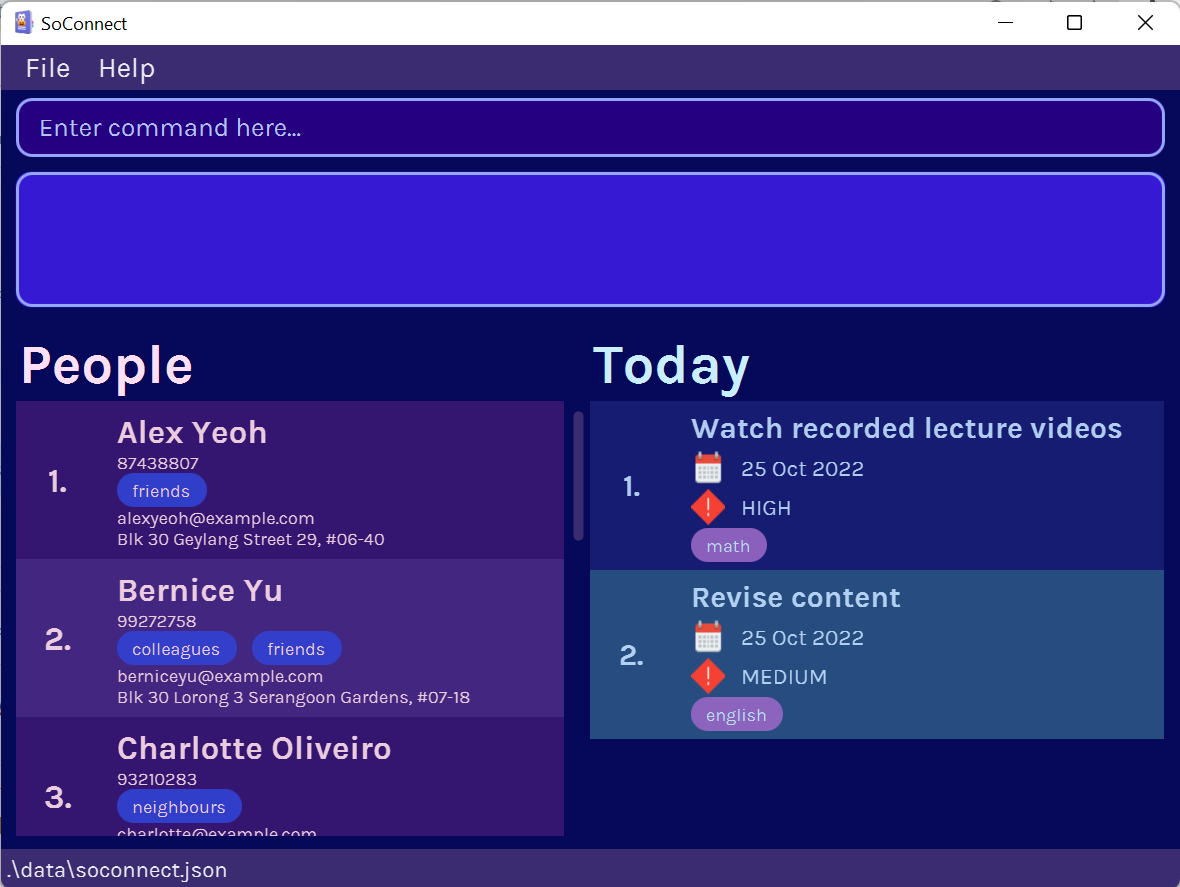 SoConnect
File Help
Enter command here...
People
1.
Alex Yeoh
87438807
friends
alexyeoh@example.com
Blk 30 Geylang Street 29, #06-40
2.
Bernice Yu
99272758
colleagues friends
berniceyu@example.com
Blk 30 Lorong 3 Serangoon Gardens, #07-18
3.
Charlotte Oliveiro
93210283
neighbours
charlotte@example.com
Today
1.
Watch recorded lecture videos
25 Oct 2022
HIGH
math
2.
Revise content
25 Oct 2022
MEDIUM
english
.\data\soconnect.json